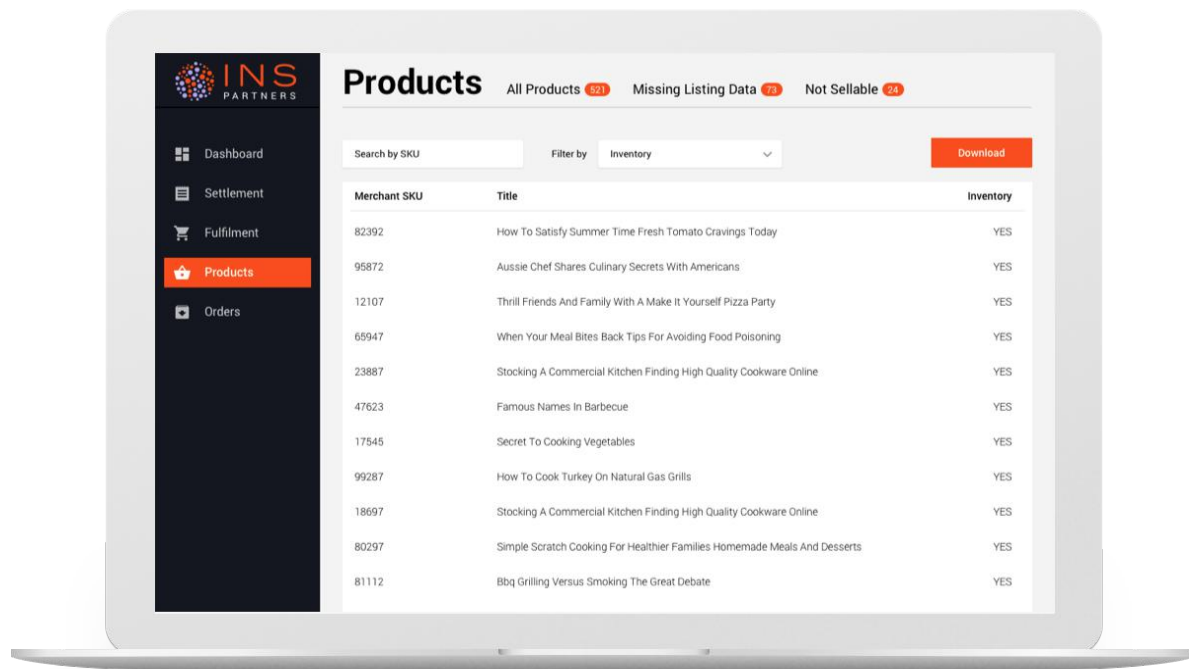 INS
PARTNERS
Products
All Products 521
Missing Listing Data 73
Not Sellable 24
Dashboard
Settlement
Fulfilment
Products
Orders
Search by SKU
Filter by
Inventory
Download
Merchant SKU Title Inventory
82392 How To Satisfy Summer Time Fresh Tomato Cravings Today YES
95872 Aussie Chef Shares Culinary Secrets With Americans YES
12107 Thrill Friends And Family With A Make It Yourself Pizza Party YES
65947 When Your Meal Bites Back Tips For Avoiding Food Poisoning YES
23887 Stocking A Commercial Kitchen Finding High Quality Cookware Online YES
47623 Famous Names In Barbecue YES
17545 Secret To Cooking Vegetables YES
99287 How To Cook Turkey On Natural Gas Grills YES
18697 Stocking A Commercial Kitchen Finding High Quality Cookware Online YES
80297 Simple Scratch Cooking For Healthier Families Homemade Meals And Desserts YES
81112 Bbq Grilling Versus Smoking The Great Debate YES